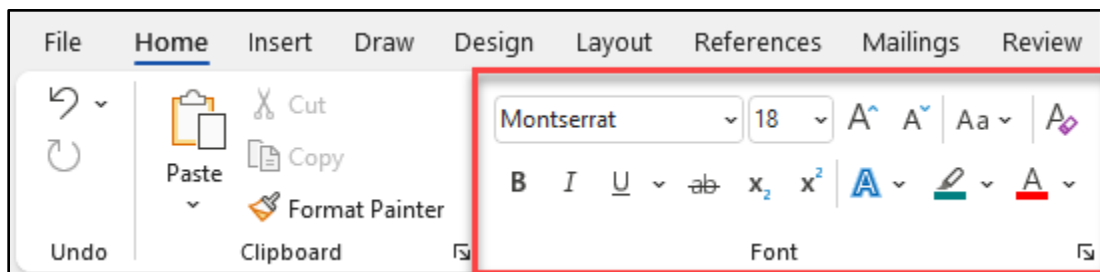 File Home Insert Draw Design Layout References Mailings Review
Cut
Montserrat 18 A A Aa A
Copy
Paste
B I U ab x₂ x² A A
Format Painter
Undo Clipboard Font